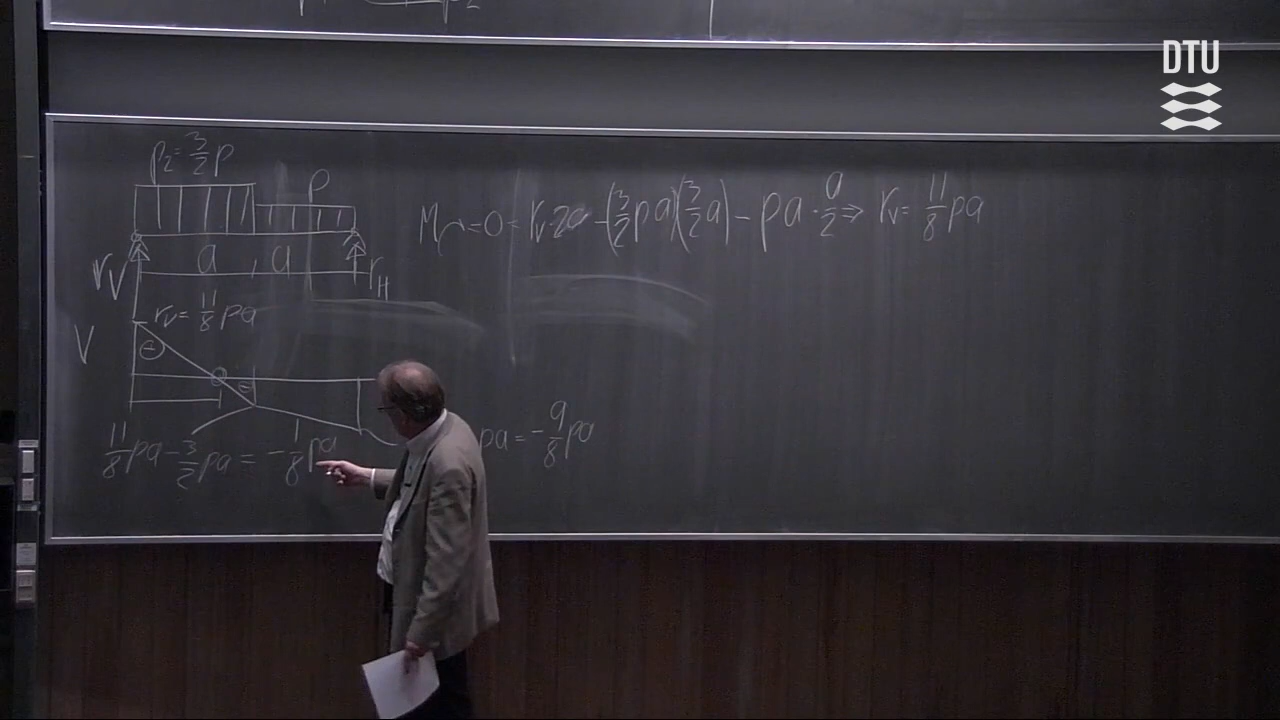 p₂
DTU
p₂ = 3/2 p
p
M = 0 = r_V · 2a - (3/2 pa)(3/2 a) - pa · a/2 ⇒ r_V = 11/8 pa
a a
r_V r_H
r_V = 11/8 pa
V
11/8 pa - 3/2 pa = - 1/8 pa
pa = - 9/8 pa